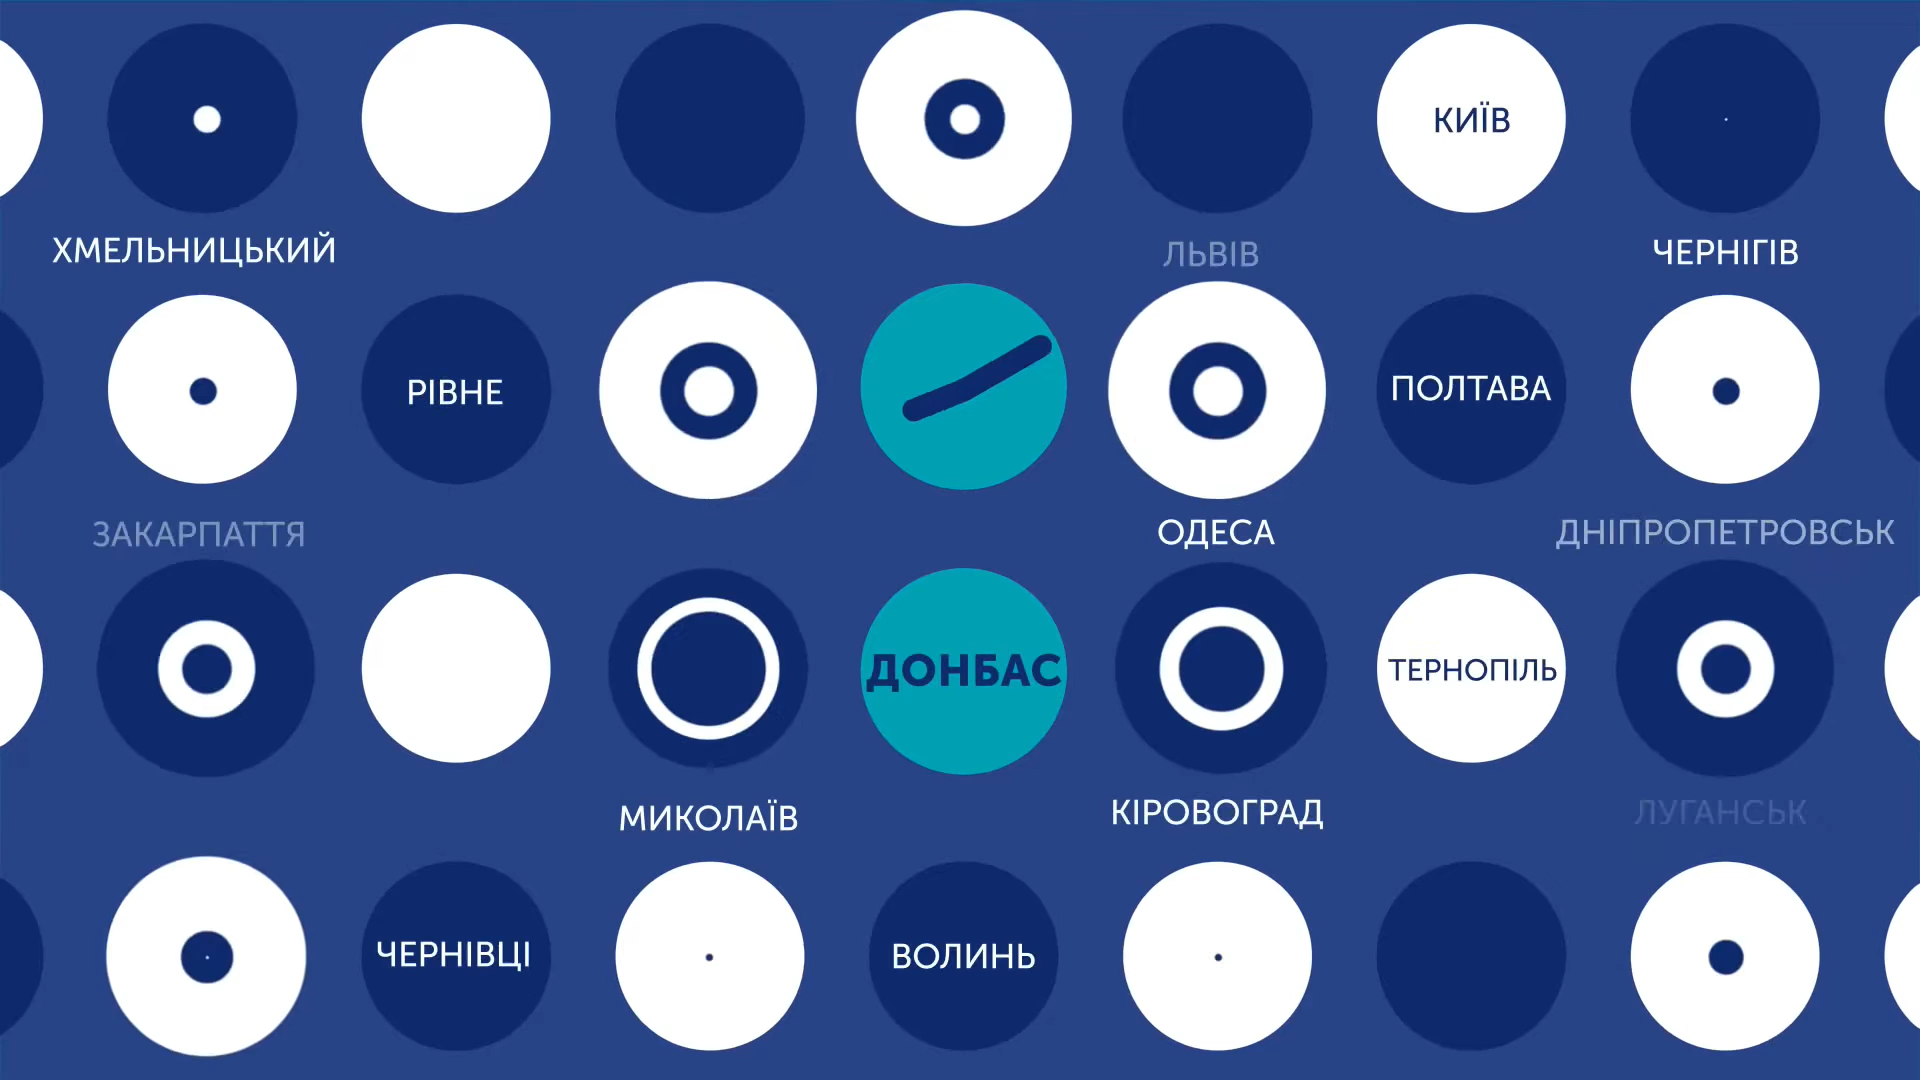 КИЇВ
ХМЕЛЬНИЦЬКИЙ
ЛЬВІВ
ЧЕРНІГІВ
РІВНЕ
ПОЛТАВА
ЗАКАРПАТТЯ
ОДЕСА
ДНІПРОПЕТРОВСЬК
ДОНБАС
ТЕРНОПІЛЬ
МИКОЛАЇВ
КІРОВОГРАД
ЛУГАНСЬК
ЧЕРНІВЦІ
ВОЛИНЬ